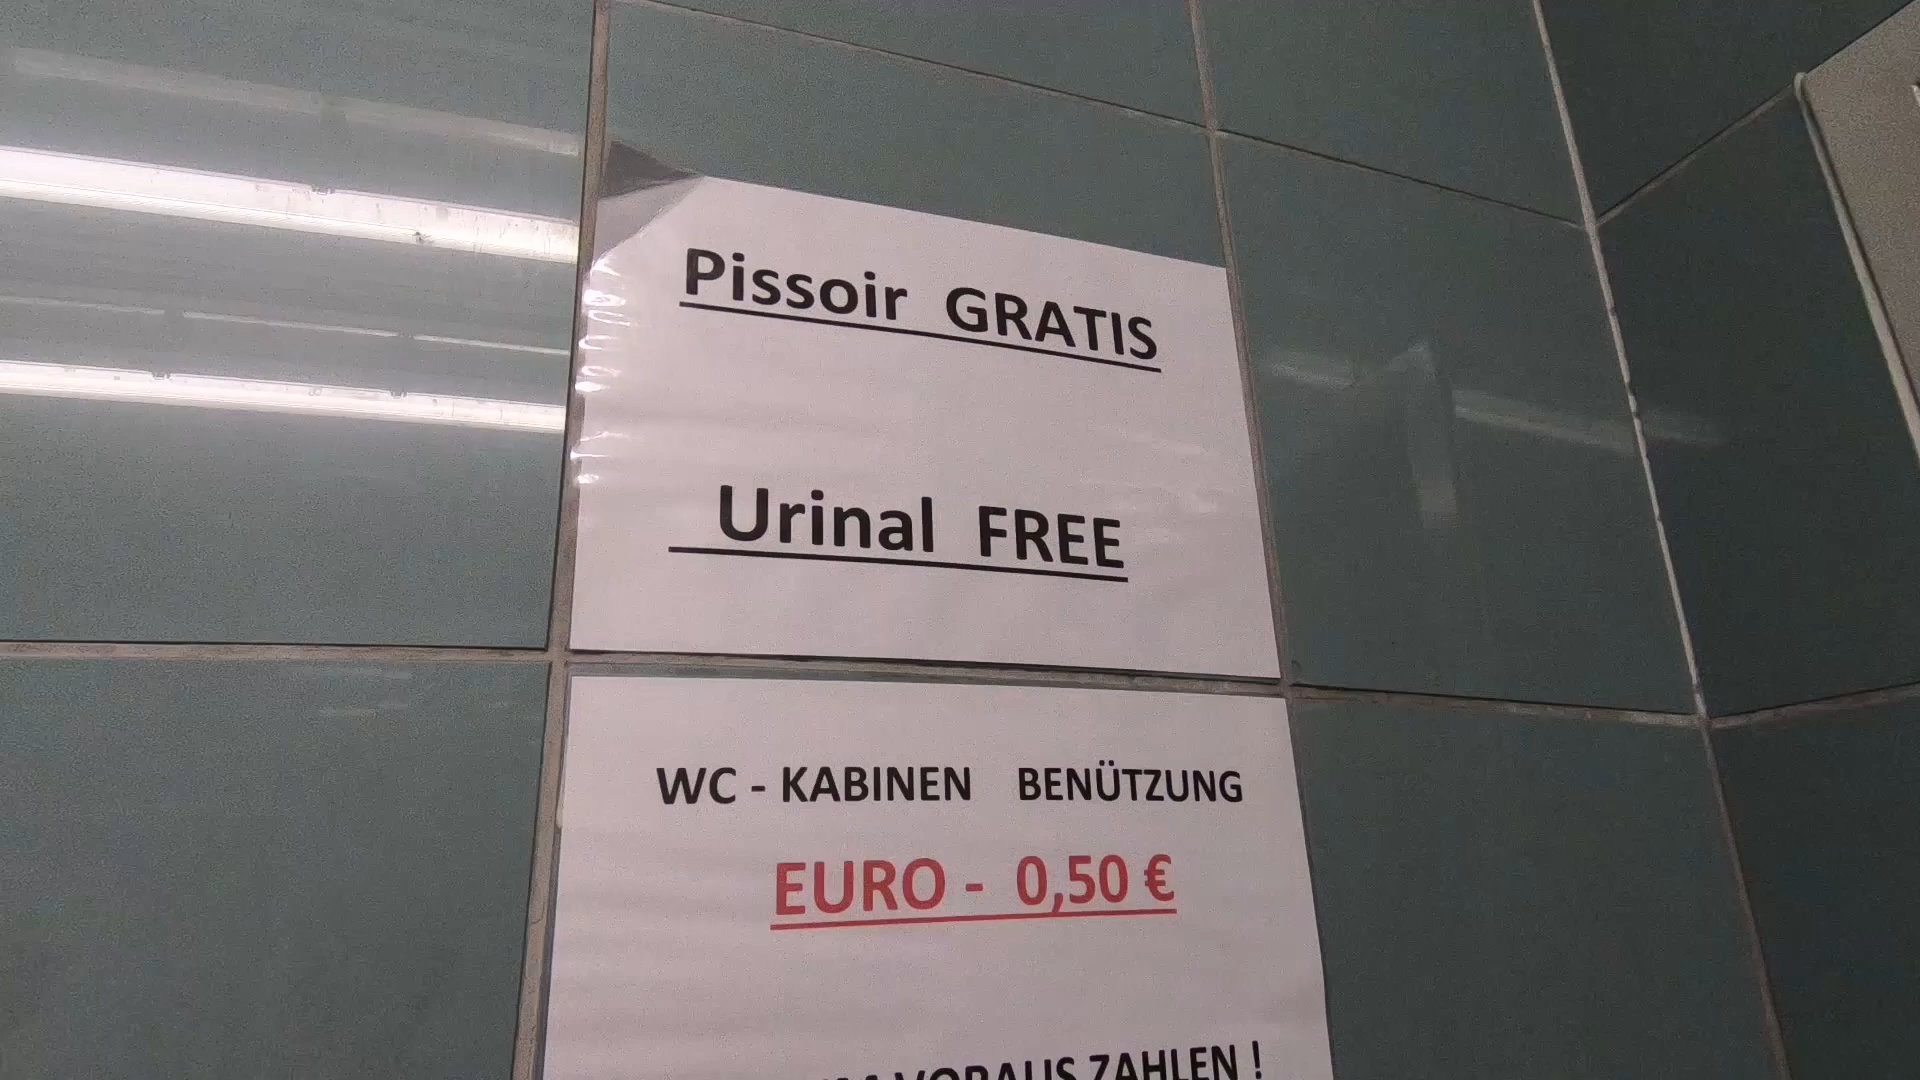 Pissoir GRATIS
Urinal FREE
WC - KABINEN BENÜTZUNG
EURO - 0,50 €
VORAUS ZAHLEN !